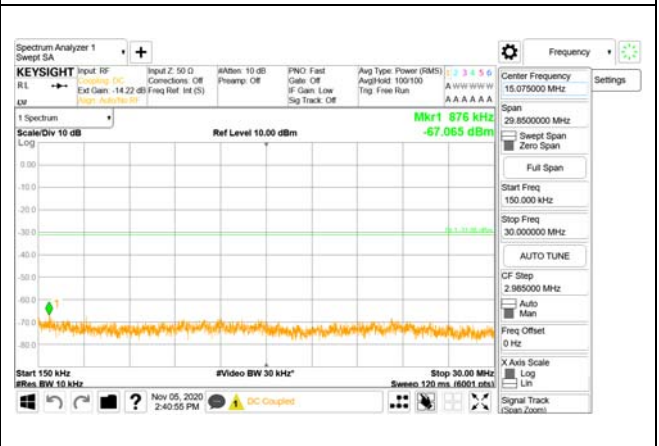 Spectrum Analyzer 1
Swept SA
Frequency
KEYSIGHT
RL
Input: RF
Coupling: DC
Ext Gain: -14.22 dB
Align: Auto/No RF
Input Z: 50 Ω
Corrections: Off
Freq Ref: Int (S)
#Atten: 10 dB
Preamp: Off
PNO: Fast
Gate: Off
IF Gain: Low
Sig Track: Off
Avg Type: Power (RMS)
Avg|Hold: 100/100
Trig: Free Run
1 2 3 4 5 6
A W W W W W
A A A A A A
1 Spectrum
Scale/Div 10 dB
Log
Ref Level 10.00 dBm
Mkr1 876 kHz
-67.065 dBm
0.00
-10.0
-20.0
-30.0
-40.0
-50.0
-60.0
-70.0
-80.0
1
Start 150 kHz
#Res BW 10 kHz
#Video BW 30 kHz*
Stop 30.00 MHz
Sweep 120 ms (6001 pts)
Nov 05, 2020
2:40:55 PM
DC Coupled
Settings
Center Frequency
15.075000 MHz
Span
29.8500000 MHz
Swept Span
Zero Span
Full Span
Start Freq
150.000 kHz
Stop Freq
30.000000 MHz
AUTO TUNE
CF Step
2.985000 MHz
Auto
Man
Freq Offset
0 Hz
X Axis Scale
Log
Lin
Signal Track
(Span Zoom)